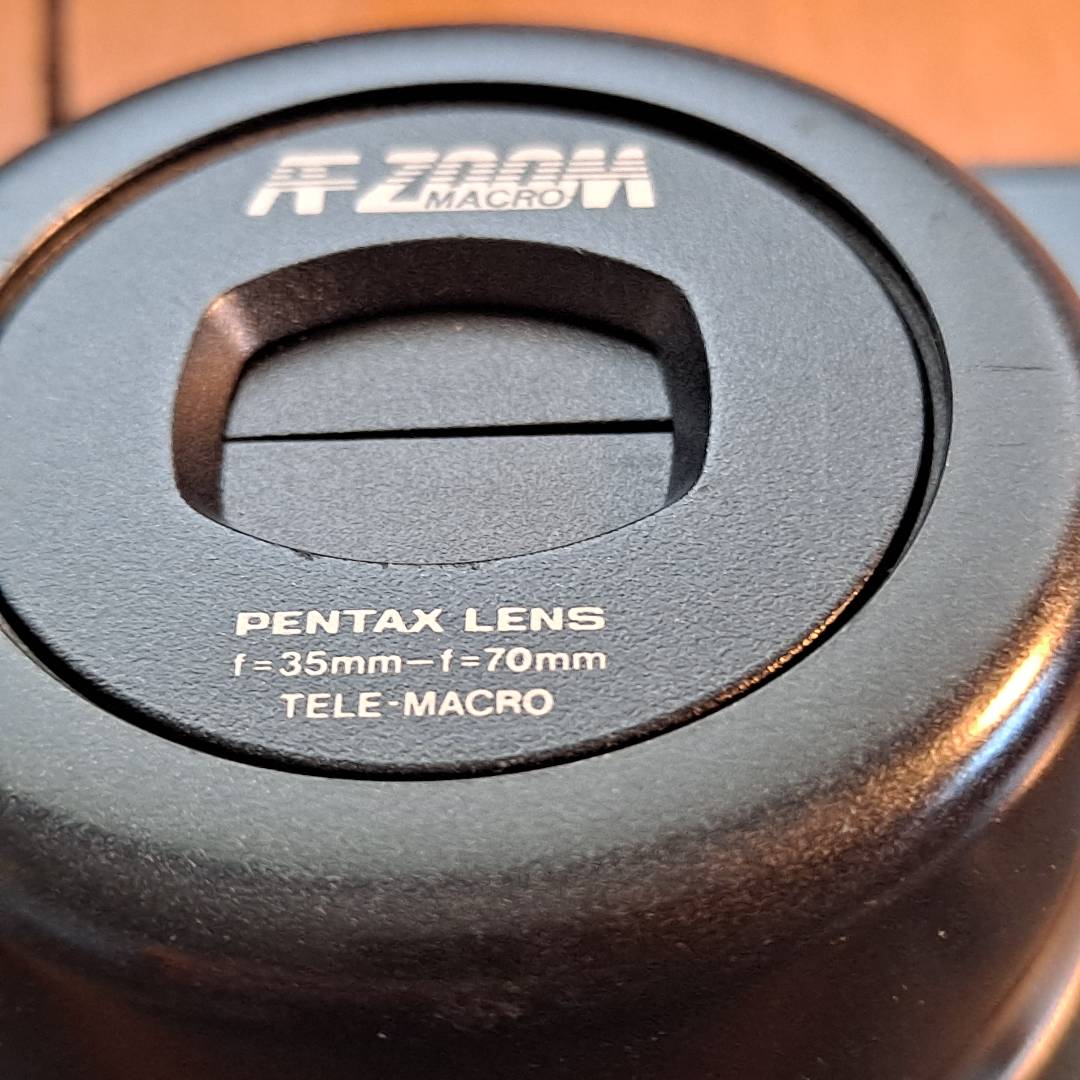 AF ZOOM
MACRO
PENTAX LENS
f=35mm—f=70mm
TELE-MACRO